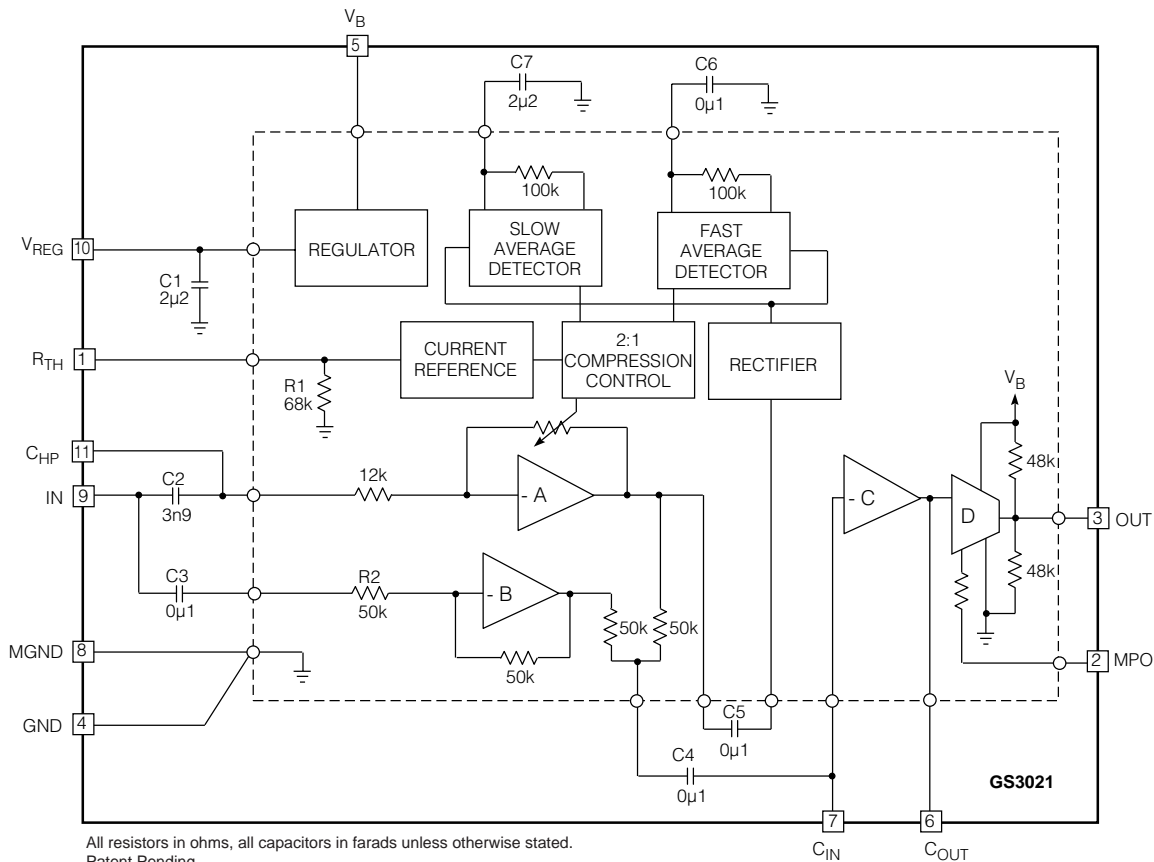 VB
5
C7
2µ2
C6
0µ1
100k
100k
SLOW
AVERAGE
DETECTOR
FAST
AVERAGE
DETECTOR
REGULATOR
VREG
10
C1
2µ2
RTH
1
R1
68k
CURRENT
REFERENCE
2:1
COMPRESSION
CONTROL
RECTIFIER
VB
48k
CHP
11
IN
9
C2
3n9
12k
- A
- C
D
3
OUT
48k
C3
0µ1
R2
50k
- B
50k
50k
50k
MGND
8
2
MPO
GND
4
C5
0µ1
C4
0µ1
GS3021
7
6
CIN
COUT
All resistors in ohms, all capacitors in farads unless otherwise stated.
Patent Pending